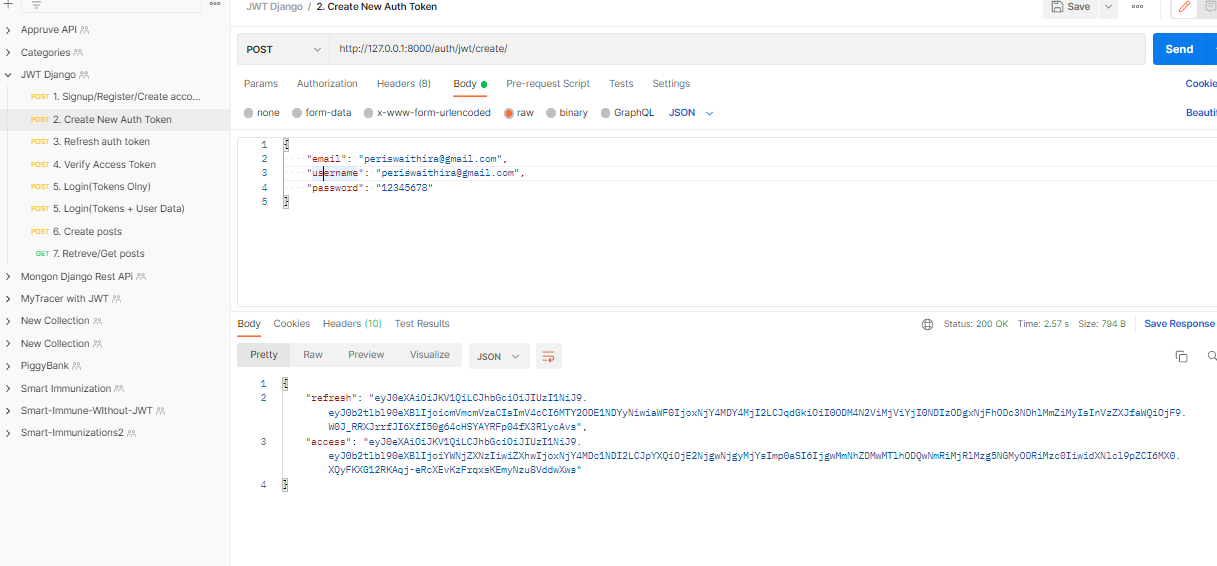 JWT Django / 2. Create New Auth Token
Save
Appruve API
Categories
JWT Django
POST 1. Signup/Register/Create acco...
POST 2. Create New Auth Token
POST 3. Refresh auth token
POST 4. Verify Access Token
POST 5. Login(Tokens Olny)
POST 5. Login(Tokens + User Data)
POST 6. Create posts
GET 7. Retreve/Get posts
Mongon Django Rest APi
MyTracer with JWT
New Collection
New Collection
PiggyBank
Smart Immunization
Smart-Immune-WIthout-JWT
Smart-Immunizations2
POST http://127.0.0.1:8000/auth/jwt/create/ Send
Params Authorization Headers (8) Body Pre-request Script Tests Settings Cookie
none form-data x-www-form-urlencoded raw binary GraphQL JSON Beauti
1 {
2 "email": "periswaithira@gmail.com",
3 "username": "periswaithira@gmail.com",
4 "password": "12345678"
5 }
Body Cookies Headers (10) Test Results Status: 200 OK Time: 2.57 s Size: 794 B Save Response
Pretty Raw Preview Visualize JSON
1 {
2 "refresh": "eyJ0eXAiOiJKV1QiLCJhbGciOiJIUzI1NiJ9.
3 "access": "eyJ0eXAiOiJKV1QiLCJhbGciOiJIUzI1NiJ9.
4 }